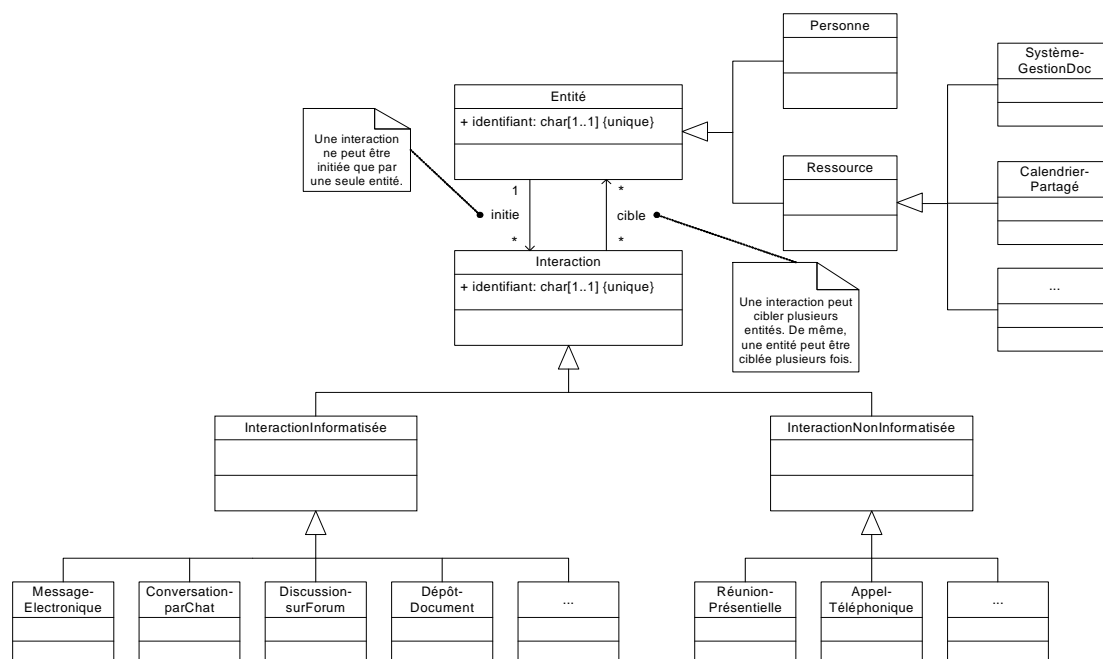 Personne
Système-
GestionDoc
Entité
+ identifiant: char[1..1] {unique}
Une interaction
ne peut être
initiée que par
une seule entité.
Ressource
Calendrier-
Partagé
1
*
initie
cible
*
*
Interaction
+ identifiant: char[1..1] {unique}
...
Une interaction peut
cibler plusieurs
entités. De même,
une entité peut être
ciblée plusieurs fois.
InteractionInformatisée
InteractionNonInformatisée
Message-
Electronique
Conversation-
parChat
Discussion-
surForum
Dépôt-
Document
...
Réunion-
Présentielle
Appel-
Téléphonique
...